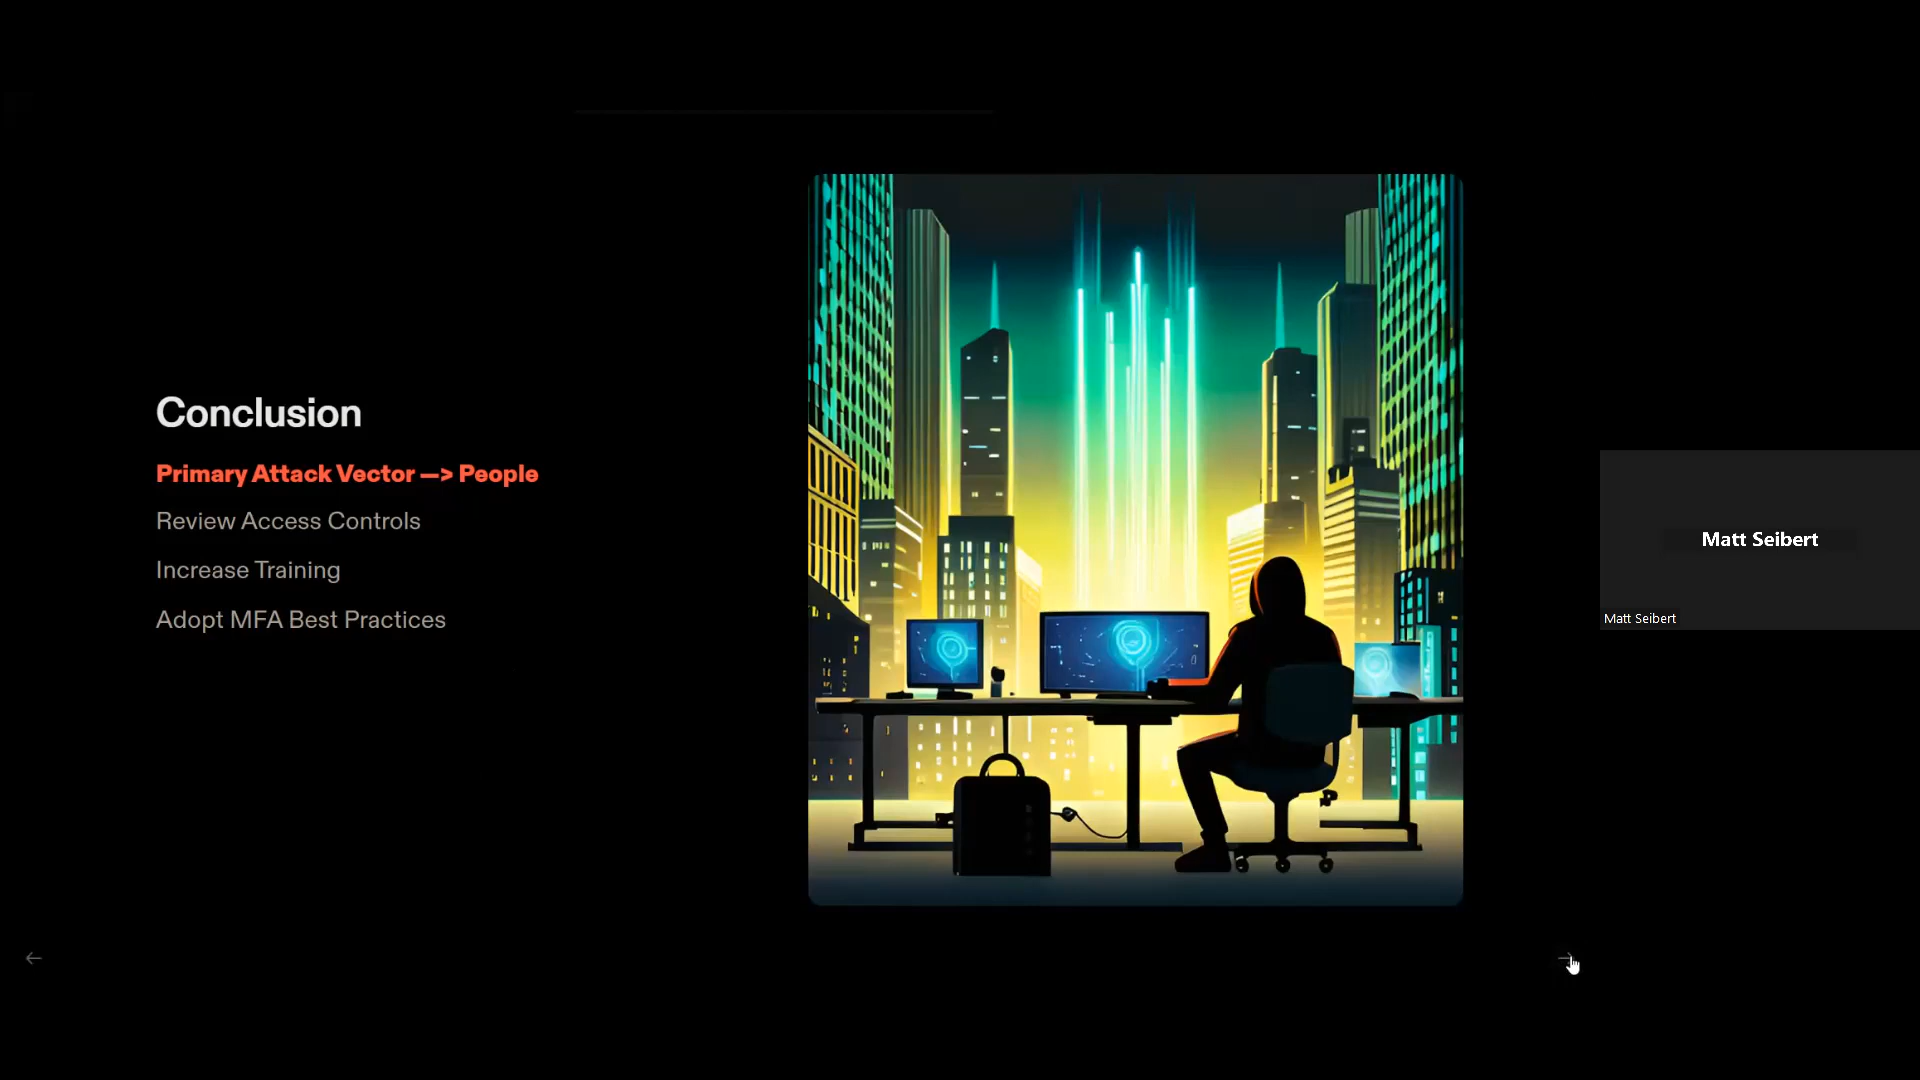 Conclusion
Primary Attack Vector —> People
Review Access Controls
Increase Training
Adopt MFA Best Practices
Matt Seibert
Matt Seibert